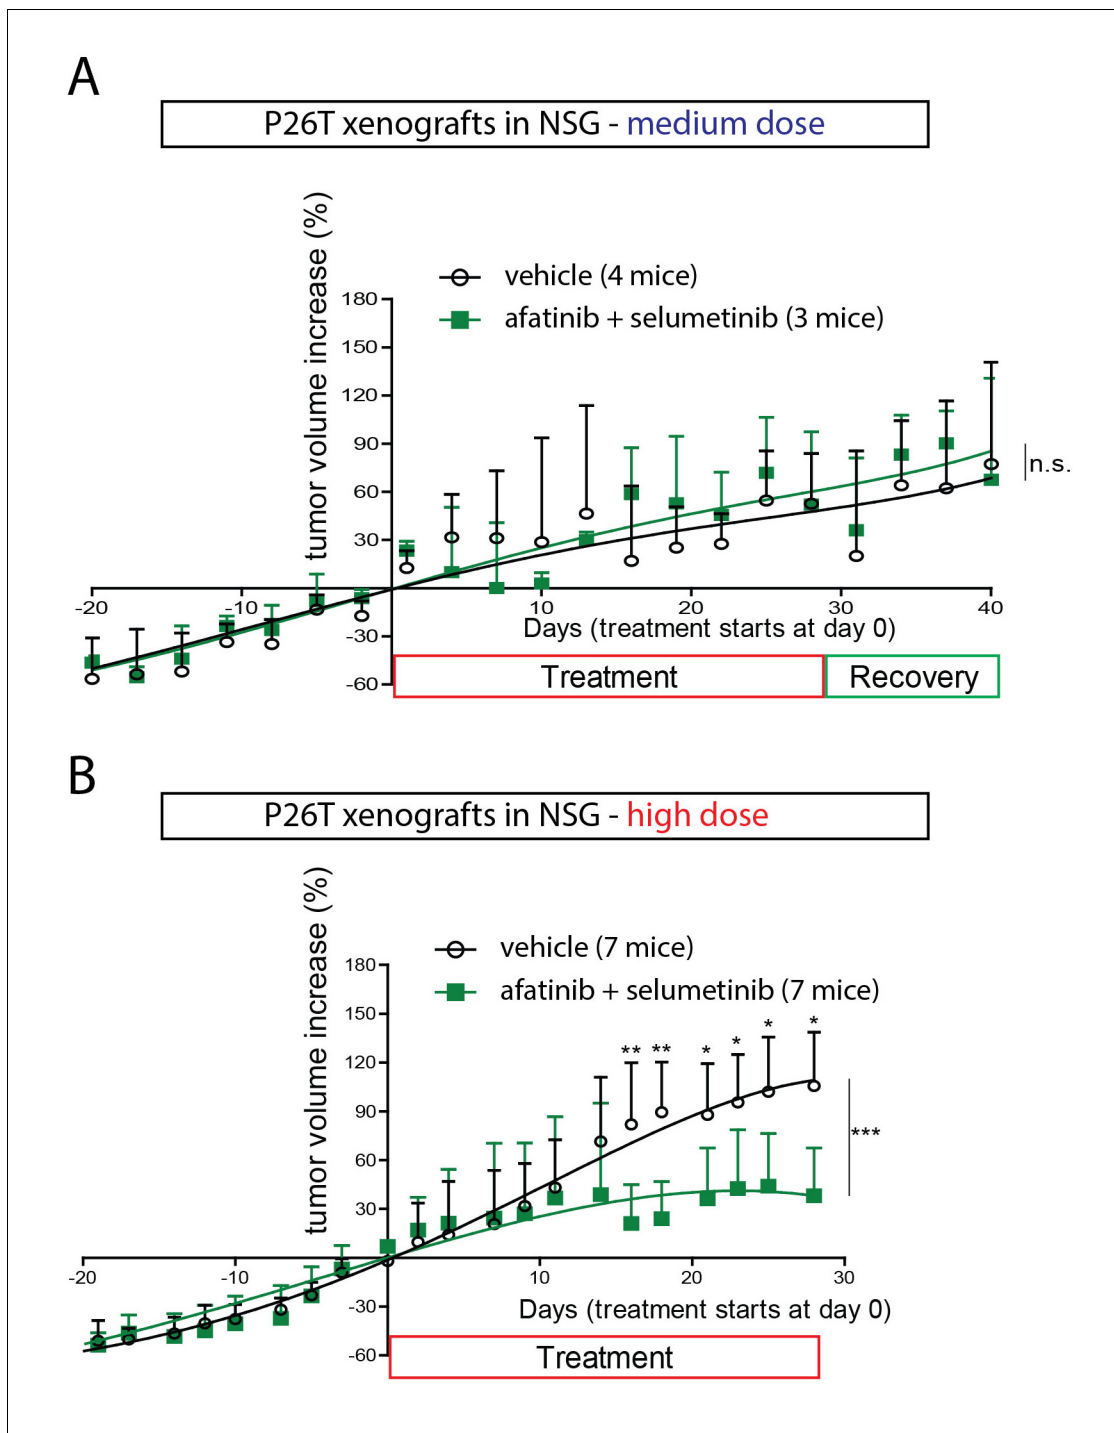 A
P26T xenografts in NSG - medium dose
tumor volume increase (%)
vehicle (4 mice)
afatinib + selumetinib (3 mice)
180
150
120
90
60
30
-30
-60
-20
-10
10
20
30
40
n.s.
Days (treatment starts at day 0)
Treatment
Recovery
B
P26T xenografts in NSG - high dose
tumor volume increase (%)
vehicle (7 mice)
afatinib + selumetinib (7 mice)
180
150
120
90
60
30
-30
-60
** ** * * * *
***
-20
-10
10
20
30
Days (treatment starts at day 0)
Treatment